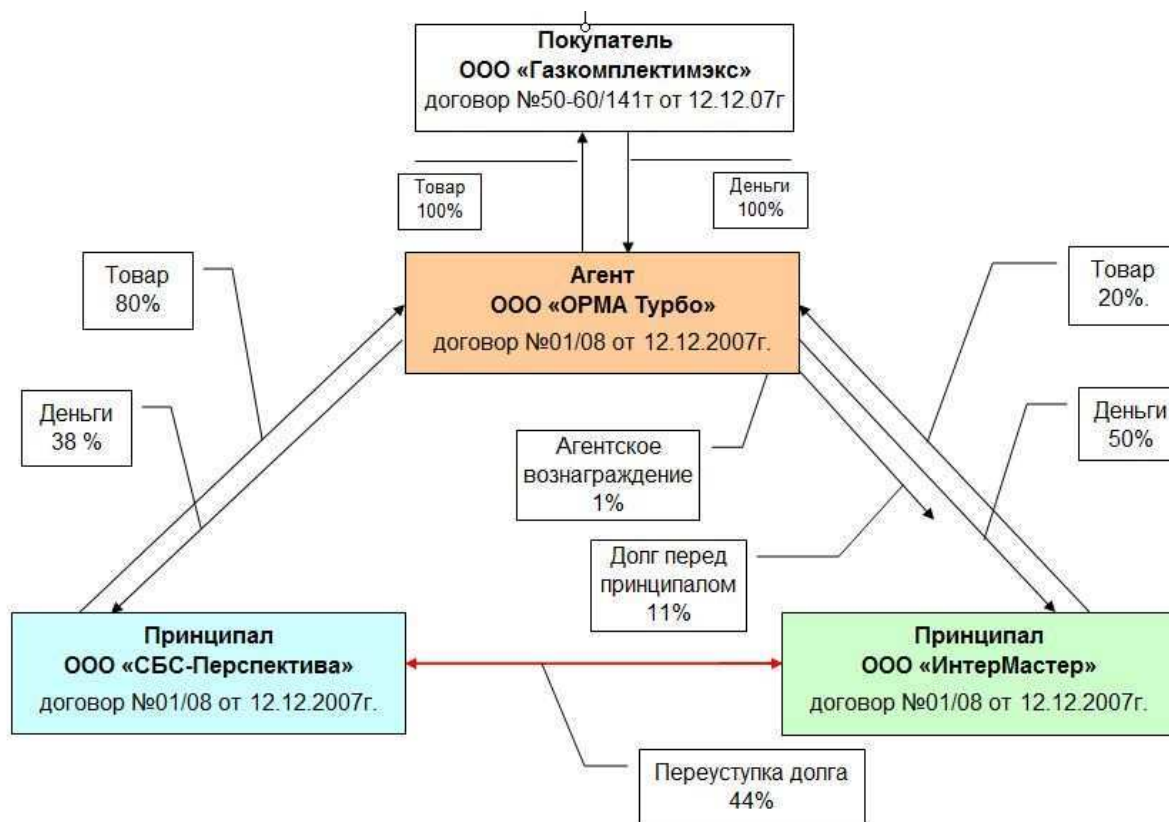 Покупатель
ООО «Газкомплектимэкс»
договор №50-60/141т от 12.12.07г
Товар
100%
Деньги
100%
Агент
ООО «ОРМА Турбо»
договор №01/08 от 12.12.2007г.
Товар
80%
Товар
20%.
Деньги
38 %
Деньги
50%
Агентское
вознаграждение
1%
Долг перед
принципалом
11%
Принципал
ООО «СБС-Перспектива»
договор №01/08 от 12.12.2007г.
Принципал
ООО «ИнтерМастер»
договор №01/08 от 12.12.2007г.
Переуступка долга
44%